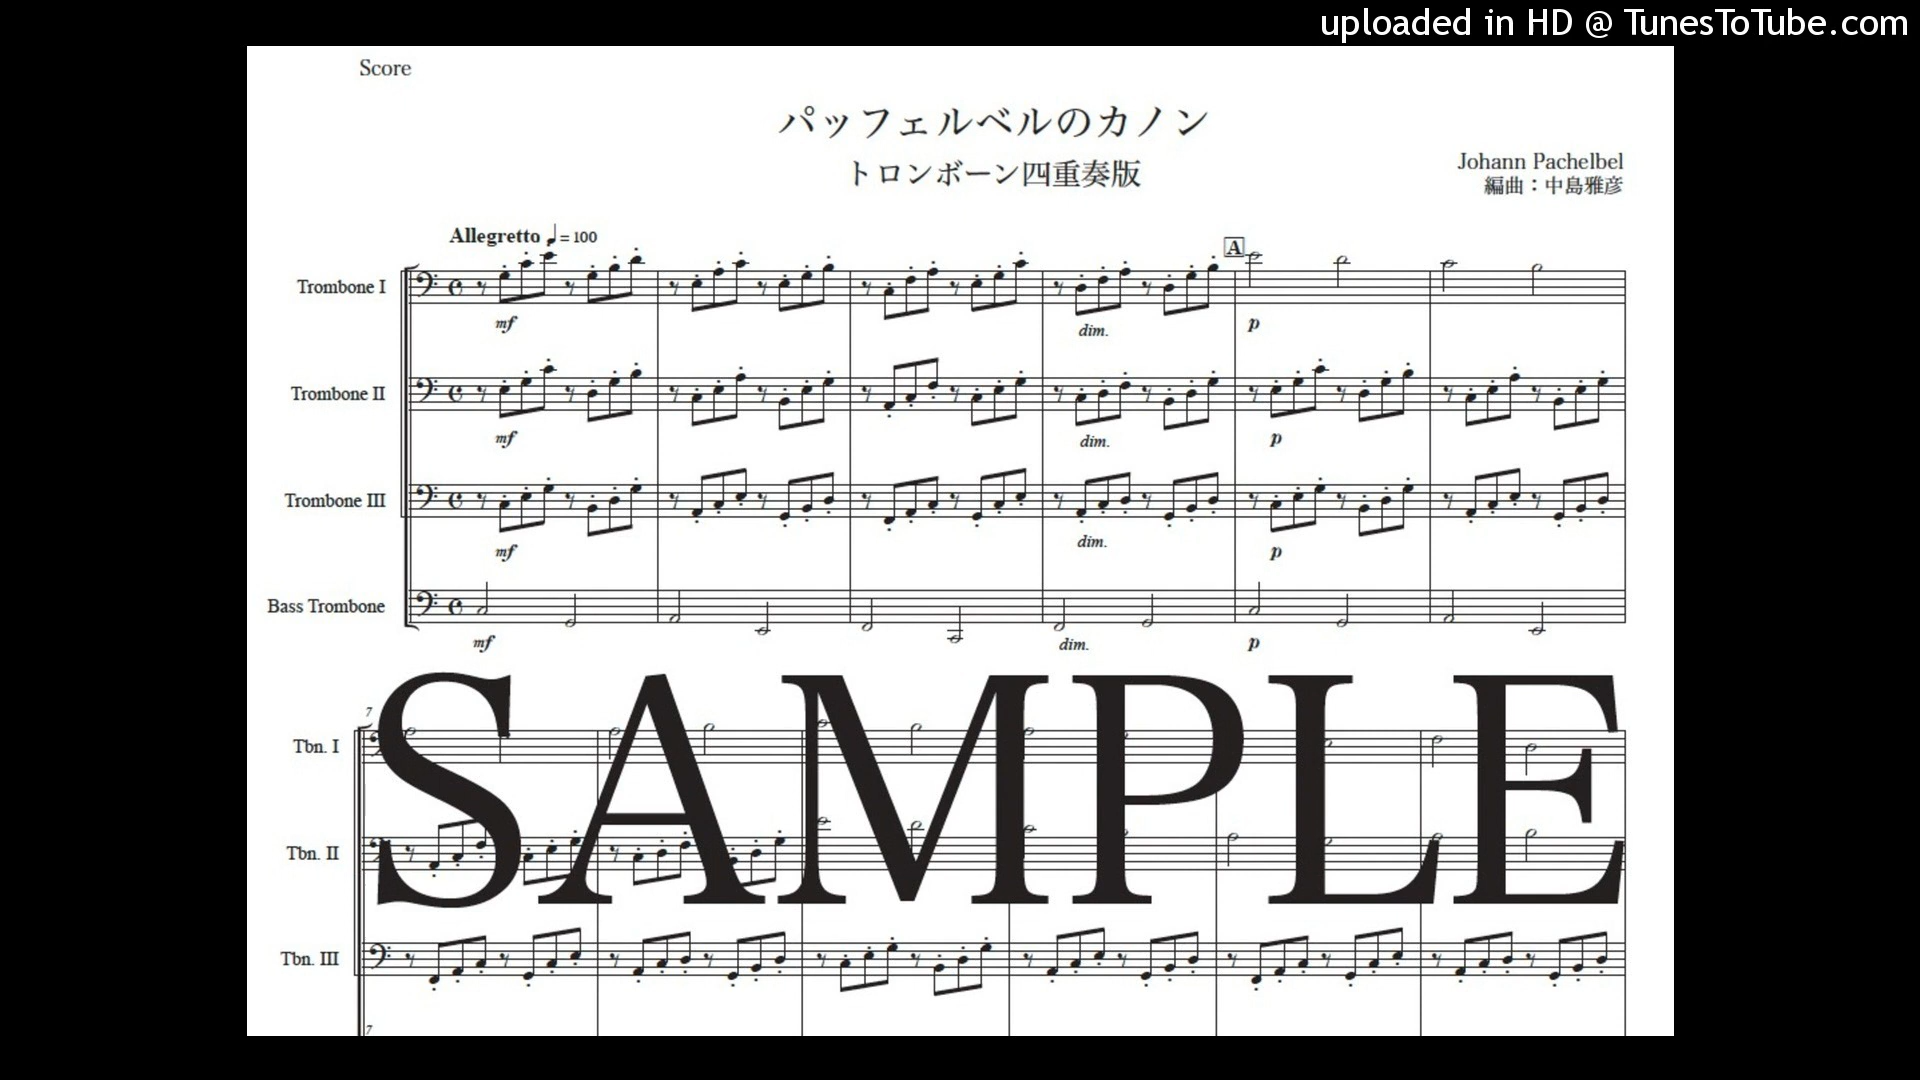 uploaded in HD @ TunesToTube.com
Score
パッフェルベルのカノン
トロンボーン四重奏版
Johann Pachelbel
編曲：中島雅彦
Allegretto ♩= 100
A
Trombone I
mf
dim.
p
Trombone II
mf
dim.
p
Trombone III
mf
dim.
p
Bass Trombone
mf
dim.
p
SAMPLE
7
Tbn. I
Tbn. II
Tbn. III
7